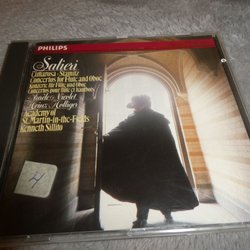 PHILIPS
Salieri
Cimarosa · Stamitz
Concertos for Flute and Oboe
Konzerte für Flöte und Oboe
Concertos pour flûte et hautbois
Aurèle Nicolet
Heinz Holliger
Academy of
St. Martin-in-the-Fields
Kenneth Sillito
4